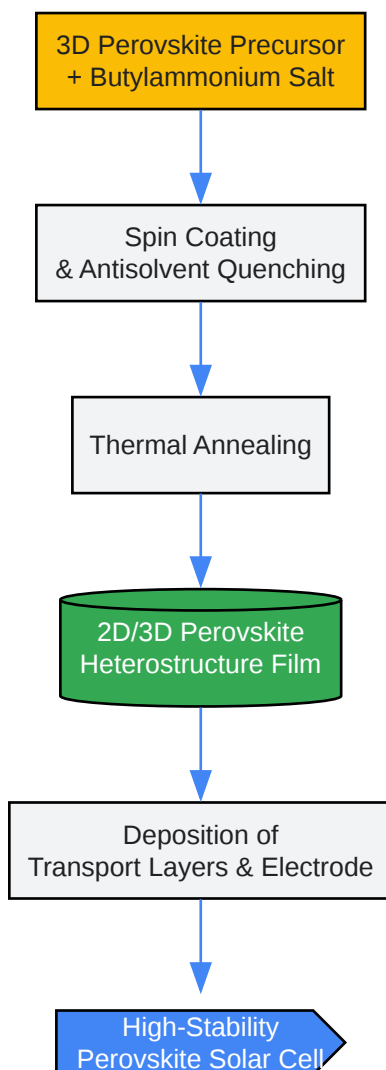 3D Perovskite Precursor
+ Butylammonium Salt
Spin Coating
& Antisolvent Quenching
Thermal Annealing
2D/3D Perovskite
Heterostructure Film
Deposition of
Transport Layers & Electrode
High-Stability
Perovskite Solar Cell